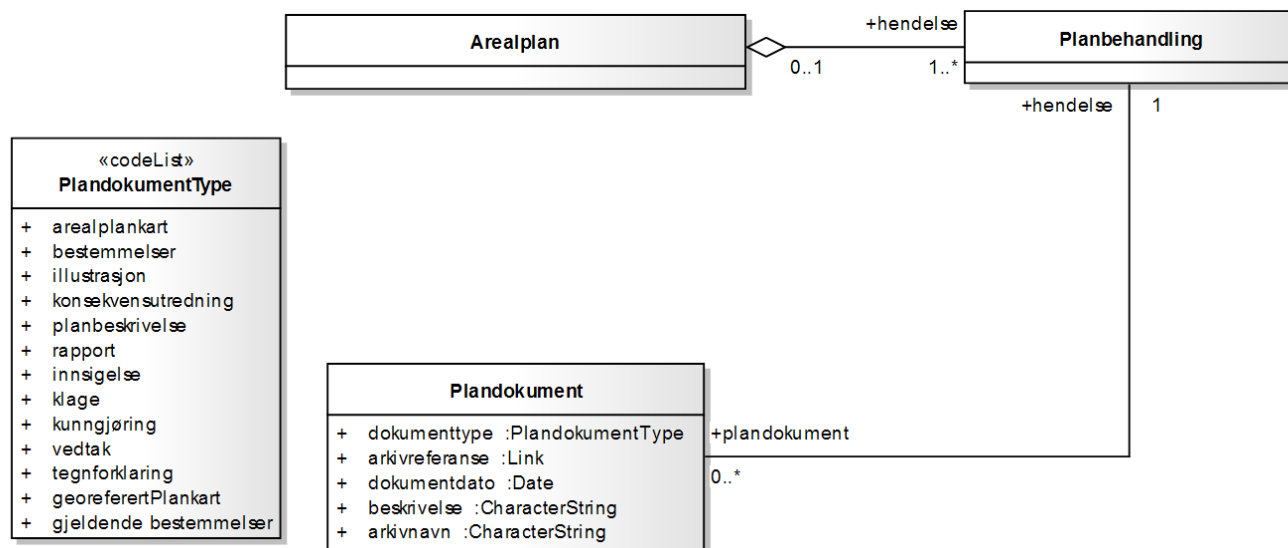 Arealplan
+hendelse
0..1
1..*
Planbehandling
+hendelse
1
«codeList»
PlandokumentType
+ arealplankart
+ bestemmelser
+ illustrasjon
+ konsekvensutredning
+ planbeskrivelse
+ rapport
+ innsigelse
+ klage
+ kunngjøring
+ vedtak
+ tegnforklaring
+ georeferertPlankart
+ gjeldende bestemmelser
Plandokument
+ dokumenttype :PlandokumentType
+ arkivreferanse :Link
+ dokumentdato :Date
+ beskrivelse :CharacterString
+ arkivnavn :CharacterString
+plandokument
0..*